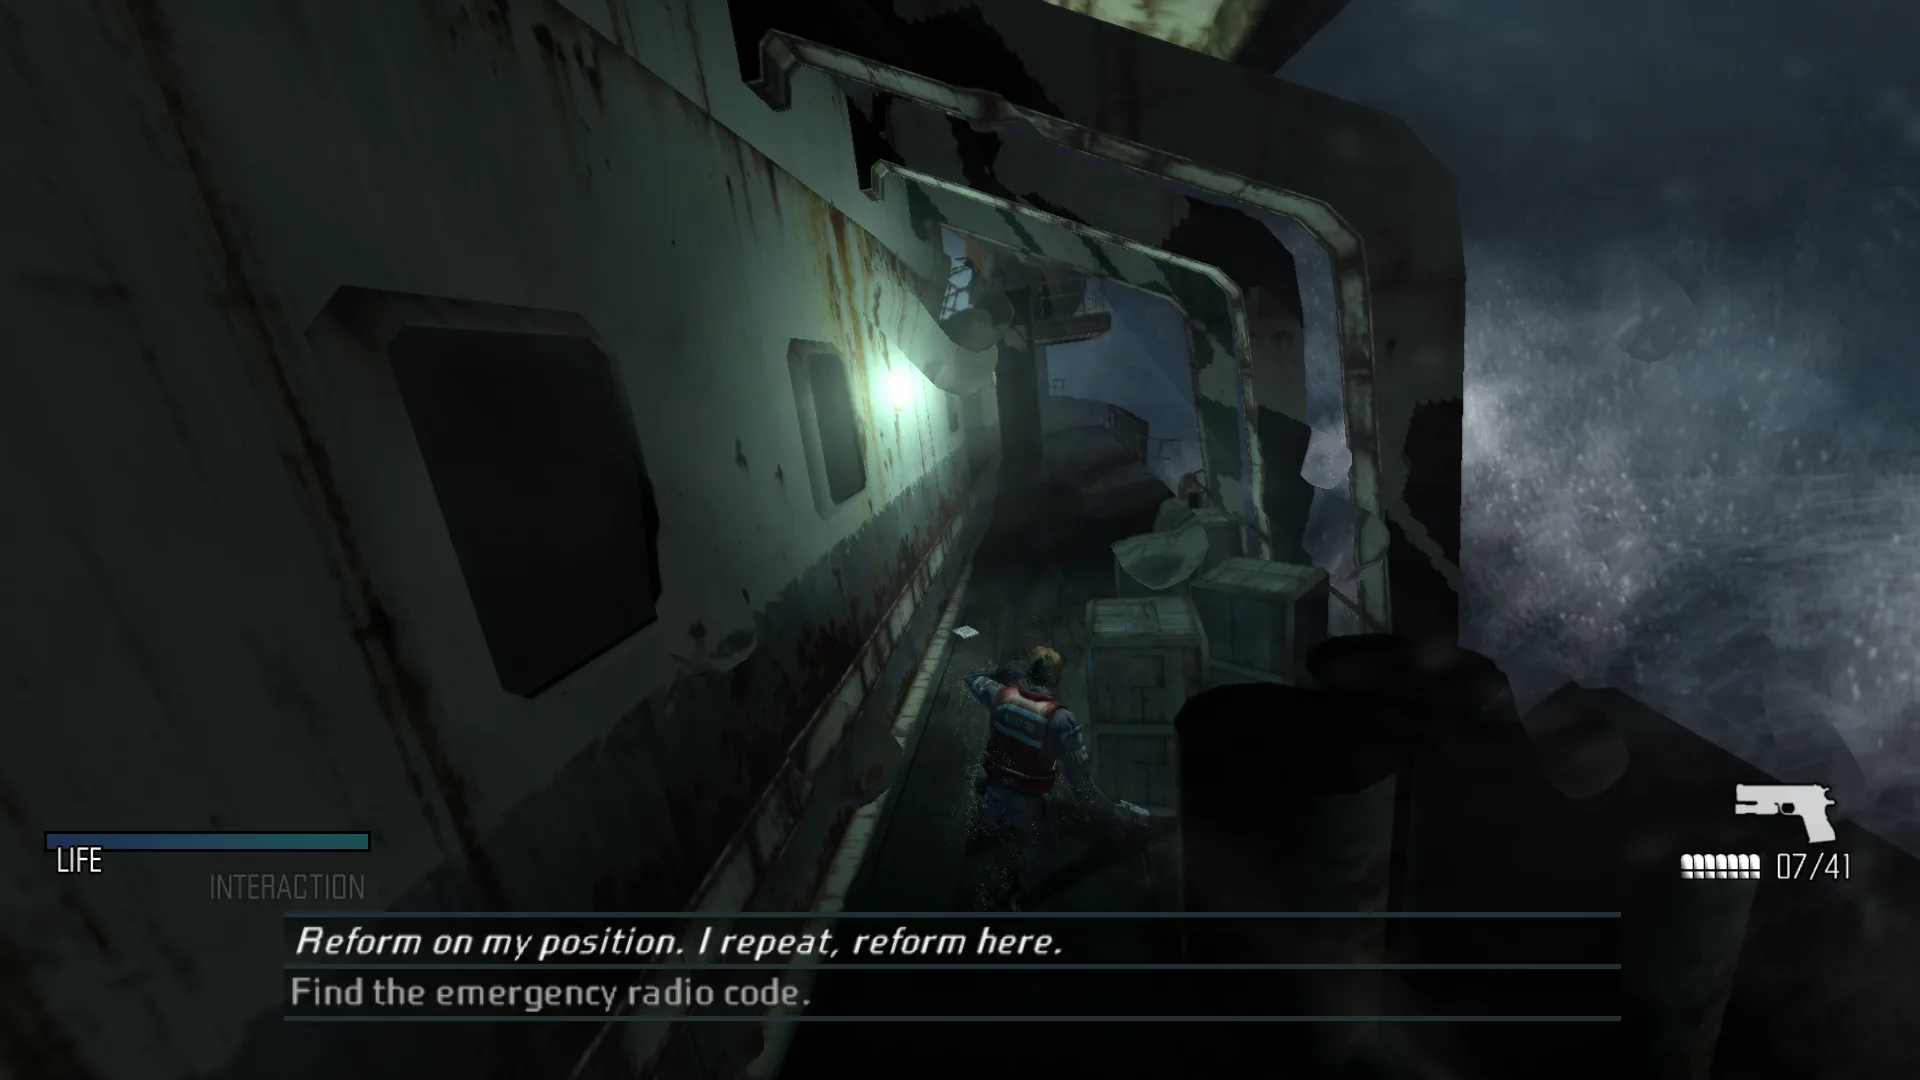 LIFE
INTERACTION
07/41
Reform on my position. I repeat, reform here.
Find the emergency radio code.